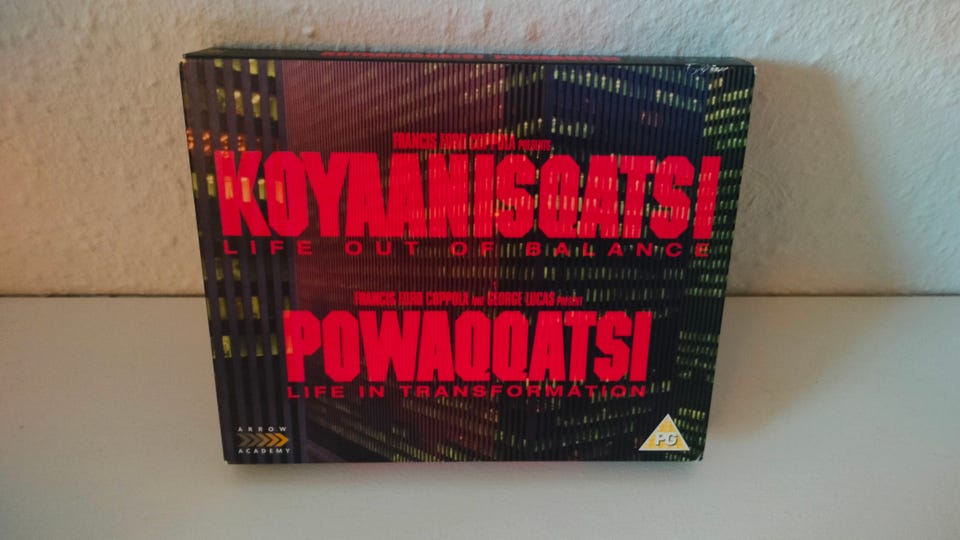 FRANCIS FORD COPPOLA PRESENTS
KOYAANISQATSI
LIFE OUT OF BALANCE
FRANCIS FORD COPPOLA AND GEORGE LUCAS PRESENT
POWAQQATSI
LIFE IN TRANSFORMATION
ARROW
ACADEMY
PG